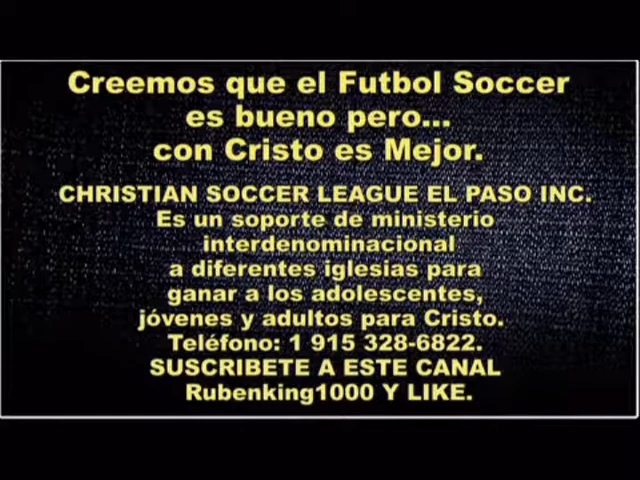 Creemos que el Futbol Soccer
es bueno pero...
con Cristo es Mejor.
CHRISTIAN SOCCER LEAGUE EL PASO INC.
Es un soporte de ministerio
interdenominacional
a diferentes iglesias para
ganar a los adolescentes,
jóvenes y adultos para Cristo.
Teléfono: 1 915 328-6822.
SUSCRIBETE A ESTE CANAL
Rubenking1000 Y LIKE.